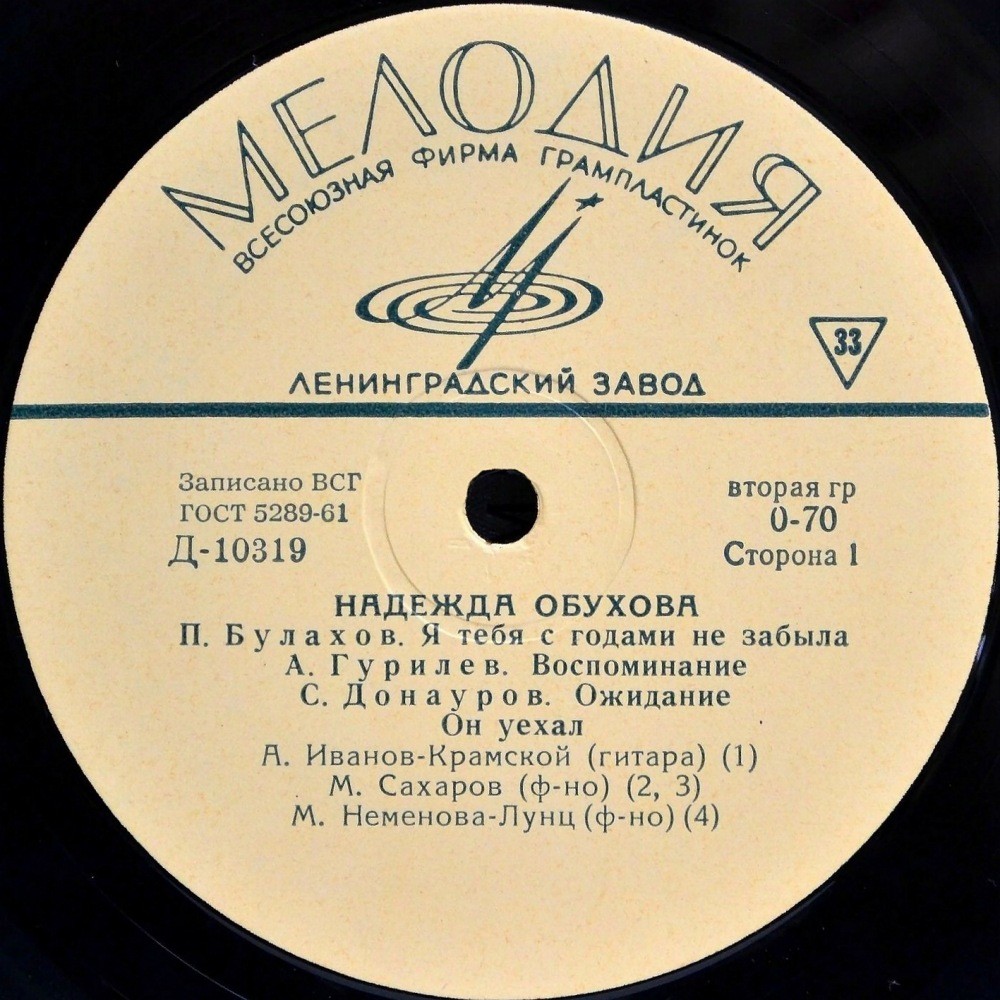 МЕЛОДИЯ
ВСЕСОЮЗНАЯ ФИРМА ГРАМПЛАСТИНОК
33
ЛЕНИНГРАДСКИЙ ЗАВОД
Записано ВСГ
ГОСТ 5289-61
Д-10319
вторая гр
0-70
Сторона 1
НАДЕЖДА ОБУХОВА
П. Булахов. Я тебя с годами не забыла
А. Гурилев. Воспоминание
С. Донауров. Ожидание
Он уехал
А. Иванов-Крамской (гитара) (1)
М. Сахаров (ф-но) (2, 3)
М. Неменова-Лунц (ф-но) (4)